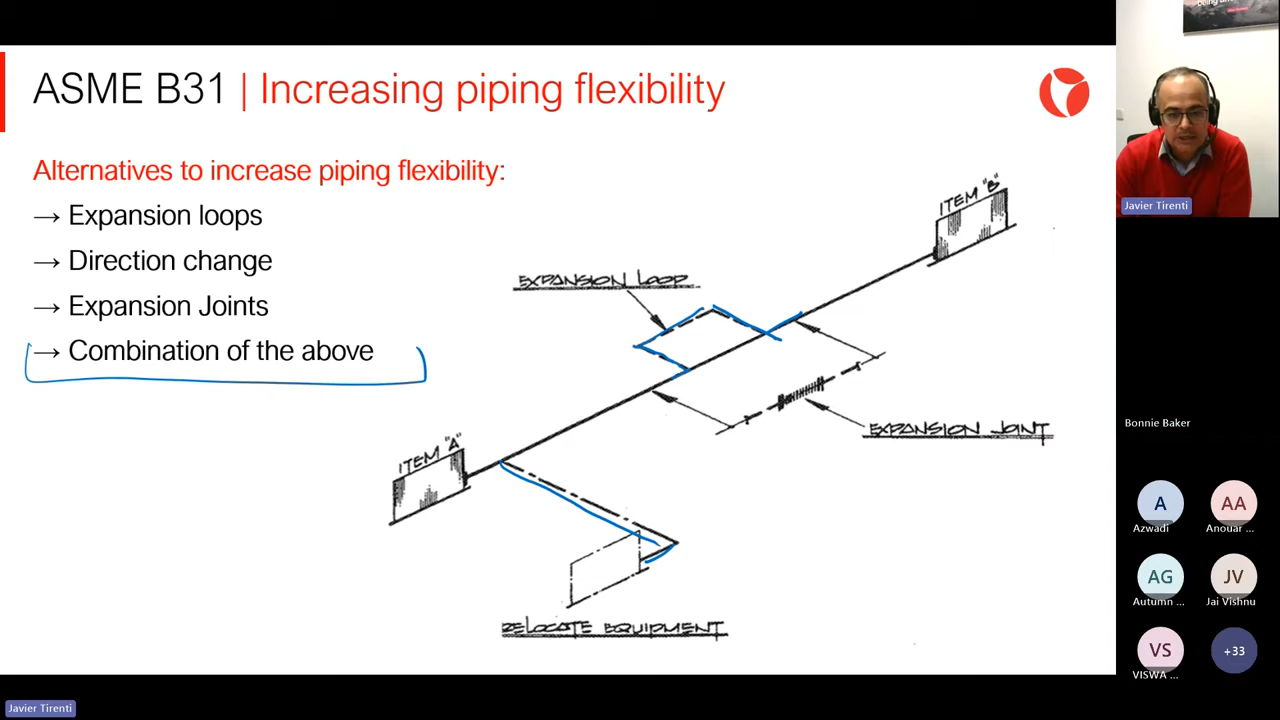 ASME B31 | Increasing piping flexibility
Alternatives to increase piping flexibility:
→ Expansion loops
→ Direction change
→ Expansion Joints
→ Combination of the above
ITEM "B"
EXPANSION LOOP
EXPANSION JOINT
ITEM "A"
RELOCATE EQUIPMENT
Javier Tirenti
Bonnie Baker
A
Azwadi
AA
Anouar ...
AG
Autumn ...
JV
Jai Vishnu
VS
VISWA ...
+33
Javier Tirenti